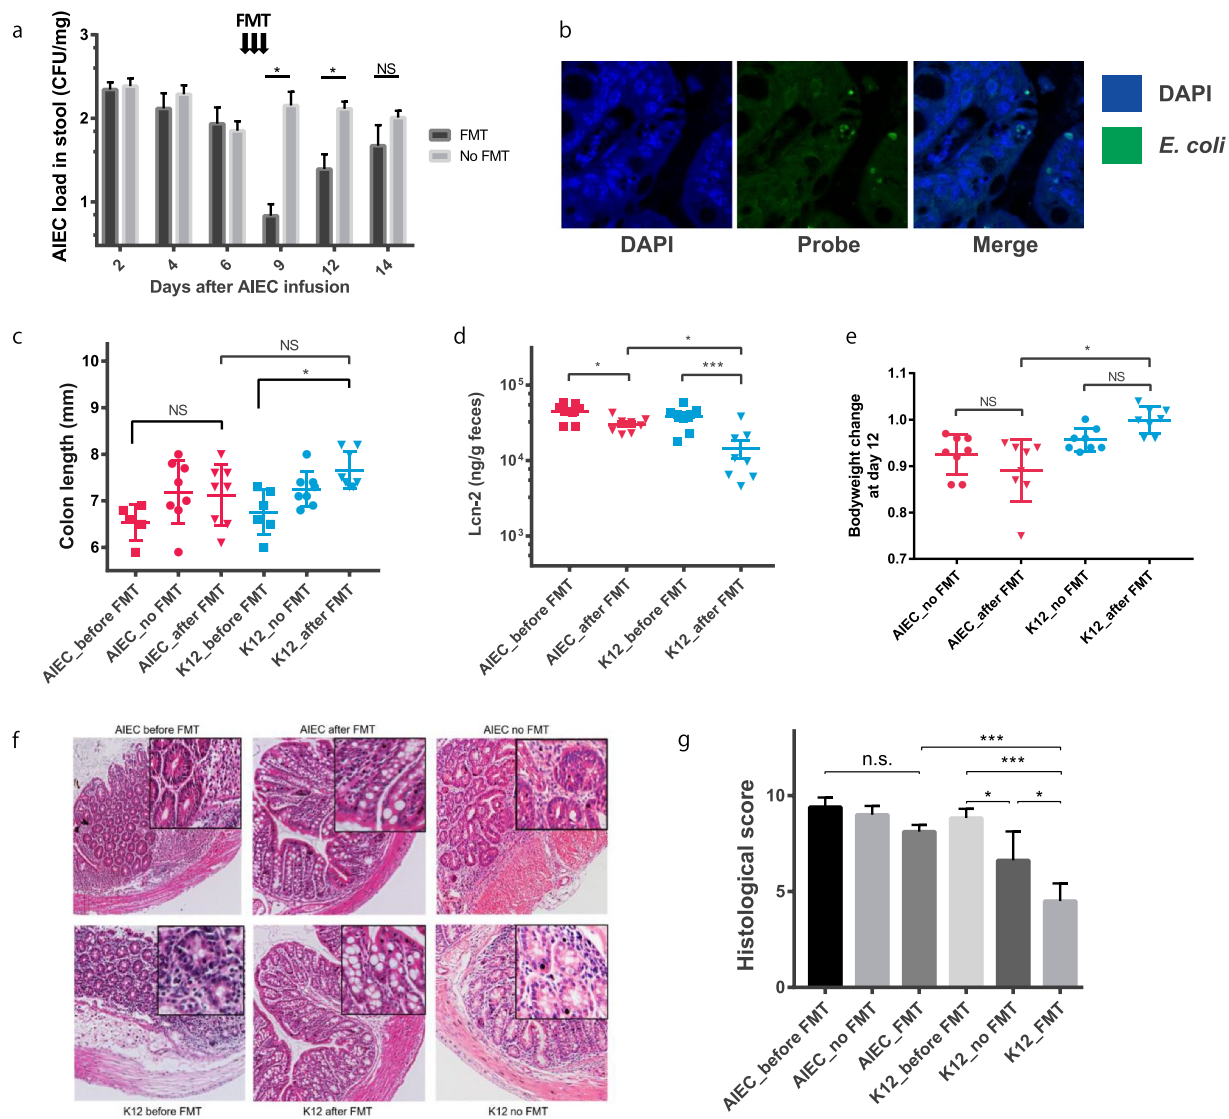 a
FMT
AIEC load in stool (CFU/mg)
3
2
1
*
*
NS
FMT
No FMT
2
4
6
9
12
14
Days after AIEC infusion
b
DAPI
Probe
Merge
DAPI
E. coli
c
Colon length (mm)
10
9
8
7
6
NS
*
NS
AIEC_before FMT
AIEC_no FMT
AIEC_after FMT
K12_before FMT
K12_no FMT
K12_after FMT
d
Lcn-2 (ng/g feces)
10⁵
10⁴
10³
*
*
***
AIEC_before FMT
AIEC_after FMT
K12_before FMT
K12_after FMT
e
Bodyweight change
at day 12
1.1
1.0
0.9
0.8
0.7
*
NS
NS
AIEC_no FMT
AIEC_after FMT
K12_no FMT
K12_after FMT
f
AIEC before FMT
AIEC after FMT
AIEC no FMT
K12 before FMT
K12 after FMT
K12 no FMT
g
Histological score
10
5
0
n.s.
***
***
*
*
AIEC_before FMT
AIEC_no FMT
AIEC_FMT
K12_before FMT
K12_no FMT
K12_FMT